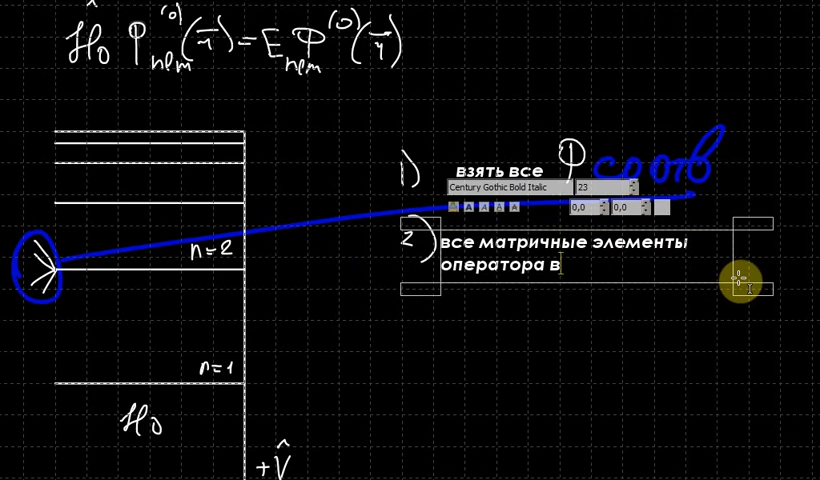 Ĥ₀ φ⁽⁰⁾ₙₗₘ(r⃗) = Eₙₗₘ φ⁽⁰⁾(r⃗)
1) взять все φ соотв
Century Gothic Bold Italic 23
A A A A A 0,0 0,0
2) все матричные элементы
оператора в
n=2
n=1
H₀
+V̂